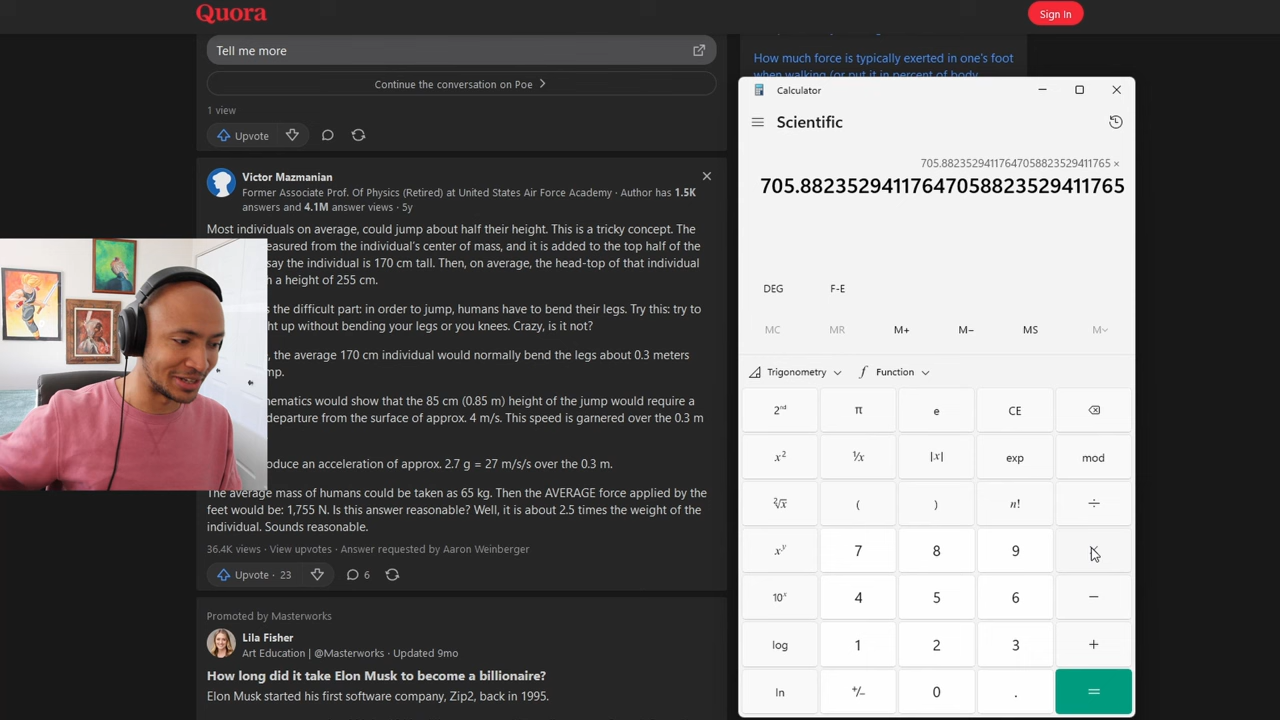 Quora
Sign In
Tell me more
Continue the conversation on Poe
1 view
Upvote
How much force is typically exerted in one's foot
when walking (or put it in percent of body
Victor Mazmanian
Former Associate Prof. Of Physics (Retired) at United States Air Force Academy · Author has 1.5K
answers and 4.1M answer views · 5y
Most individuals on average, could jump about half their height. This is a tricky concept. The
easured from the individual's center of mass, and it is added to the top half of the
say the individual is 170 cm tall. Then, on average, the head-top of that individual
a height of 255 cm.
s the difficult part: in order to jump, humans have to bend their legs. Try this: try to
ht up without bending your legs or you knees. Crazy, is it not?
, the average 170 cm individual would normally bend the legs about 0.3 meters
mp.
hematics would show that the 85 cm (0.85 m) height of the jump would require a
departure from the surface of approx. 4 m/s. This speed is garnered over the 0.3 m
oduce an acceleration of approx. 2.7 g = 27 m/s/s over the 0.3 m.
The average mass of humans could be taken as 65 kg. Then the AVERAGE force applied by the
feet would be: 1,755 N. Is this answer reasonable? Well, it is about 2.5 times the weight of the
individual. Sounds reasonable.
36.4K views · View upvotes · Answer requested by Aaron Weinberger
Upvote · 23
6
Promoted by Masterworks
Lila Fisher
Art Education | @Masterworks · Updated 9mo
How long did it take Elon Musk to become a billionaire?
Elon Musk started his first software company, Zip2, back in 1995.
Calculator
Scientific
705.88235294117647058823529411765 ×
705.88235294117647058823529411765
DEG F-E
MC MR M+ M− MS M˅
Trigonometry f Function
2ⁿᵈ π e CE
x² ¹/x |x| exp mod
²√x ( ) n! ÷
xʸ 7 8 9 ×
10ˣ 4 5 6 −
log 1 2 3 +
ln +/− 0 . =